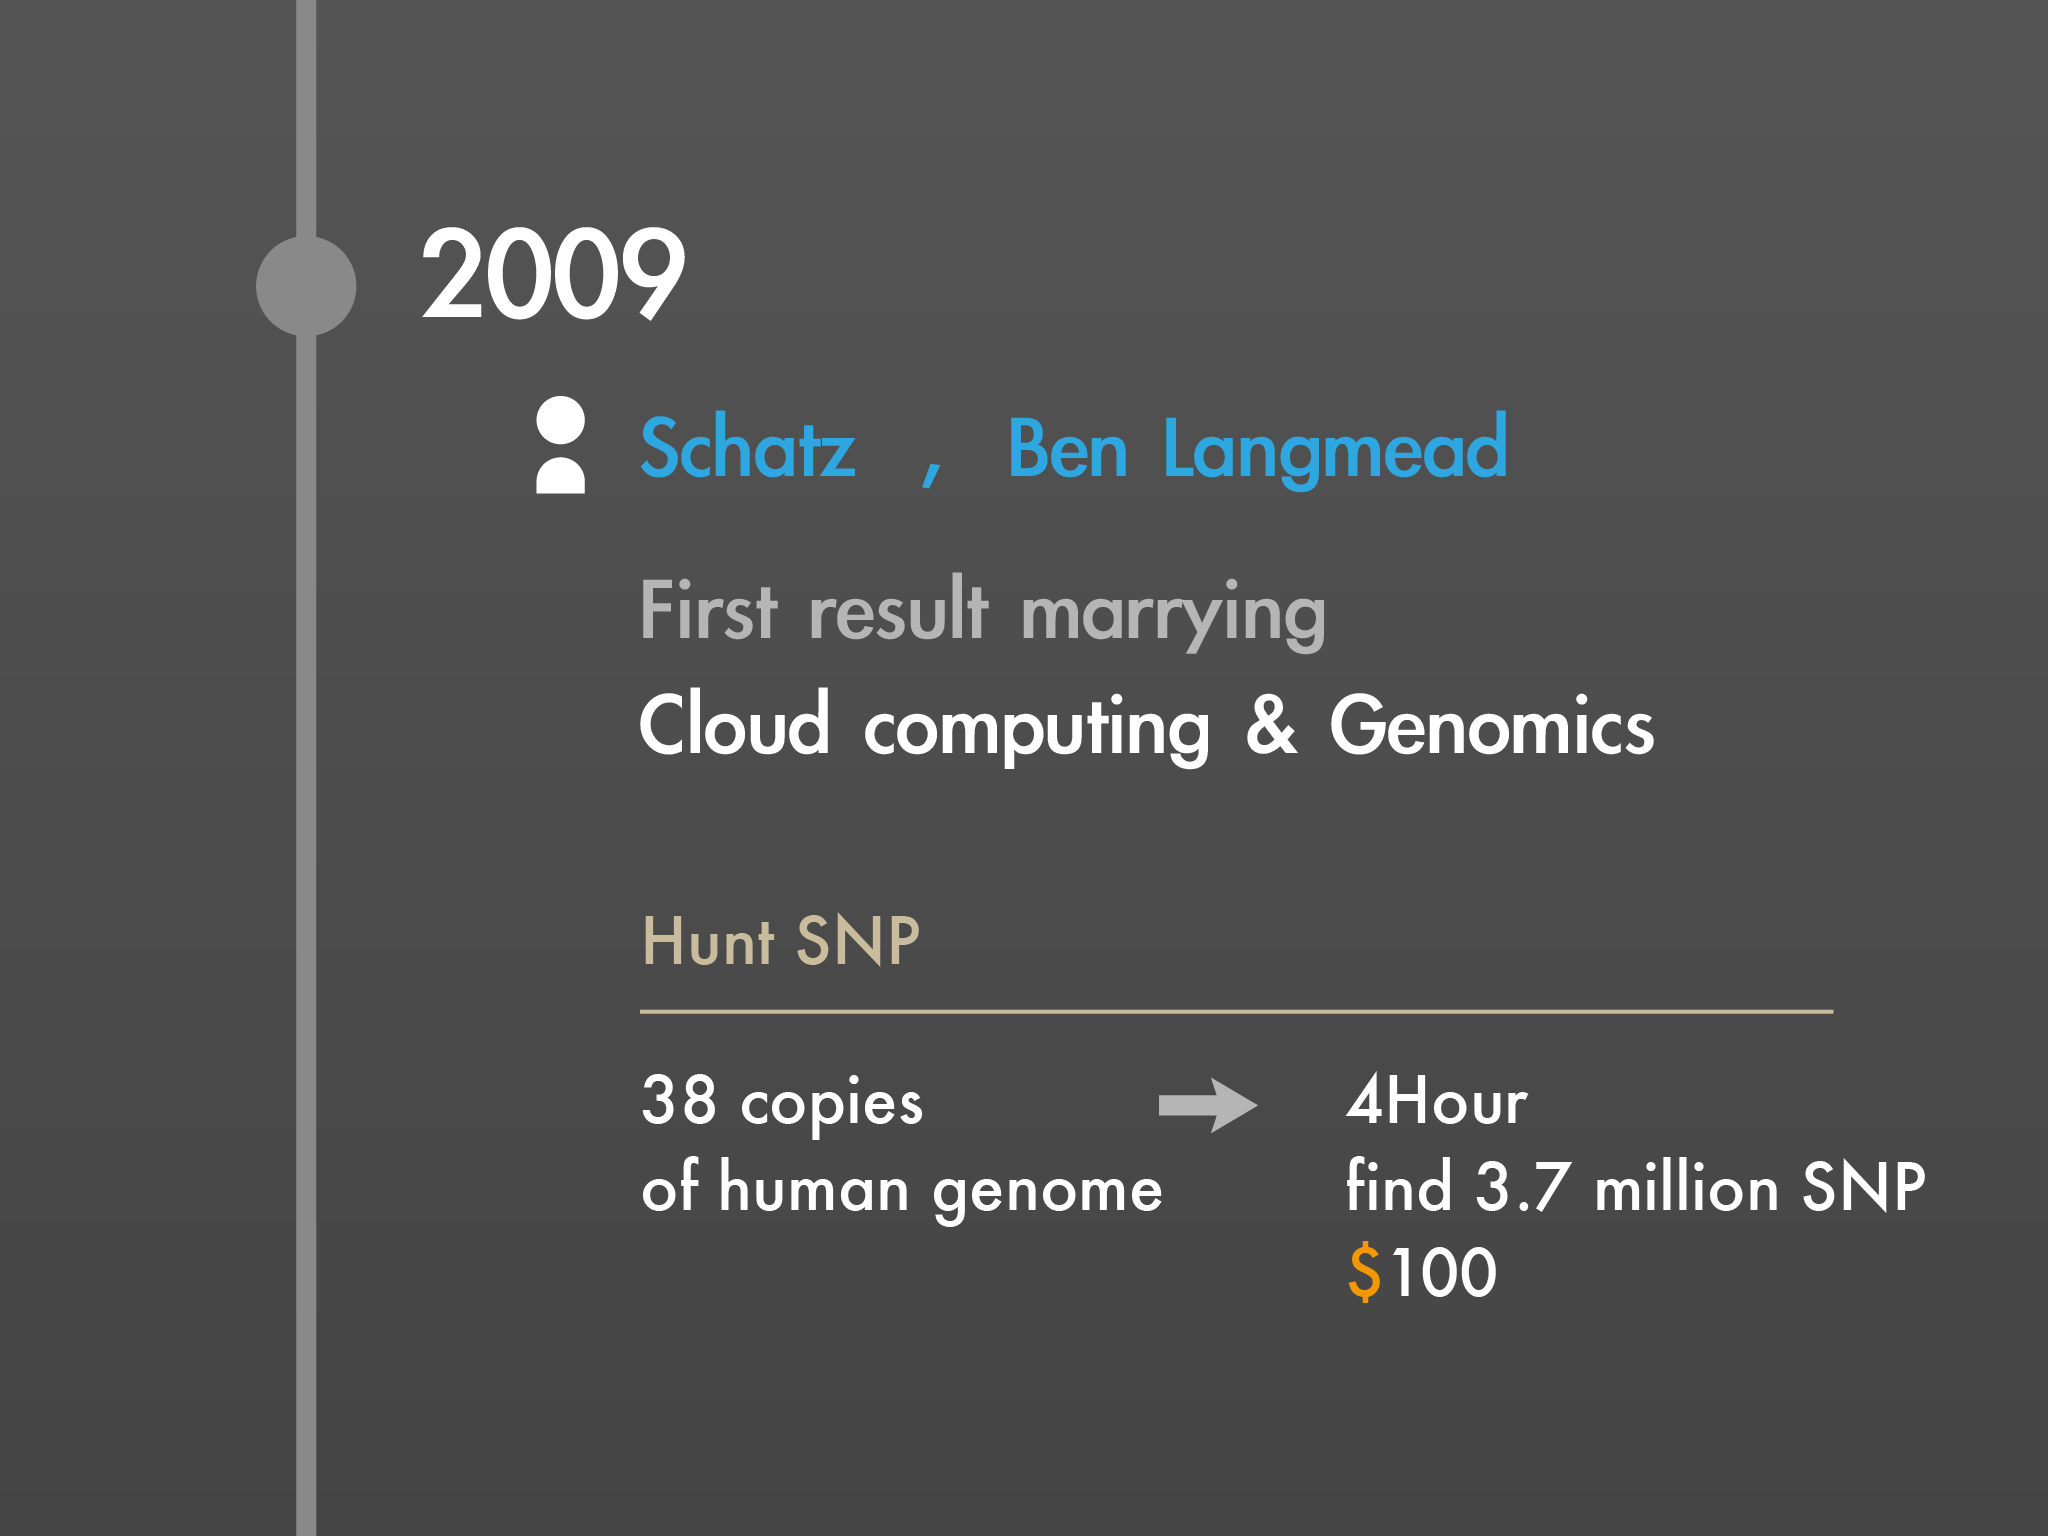 2009
Schatz , Ben Langmead
First result marrying
Cloud computing & Genomics
Hunt SNP
38 copies
of human genome
4Hour
find 3.7 million SNP
$100